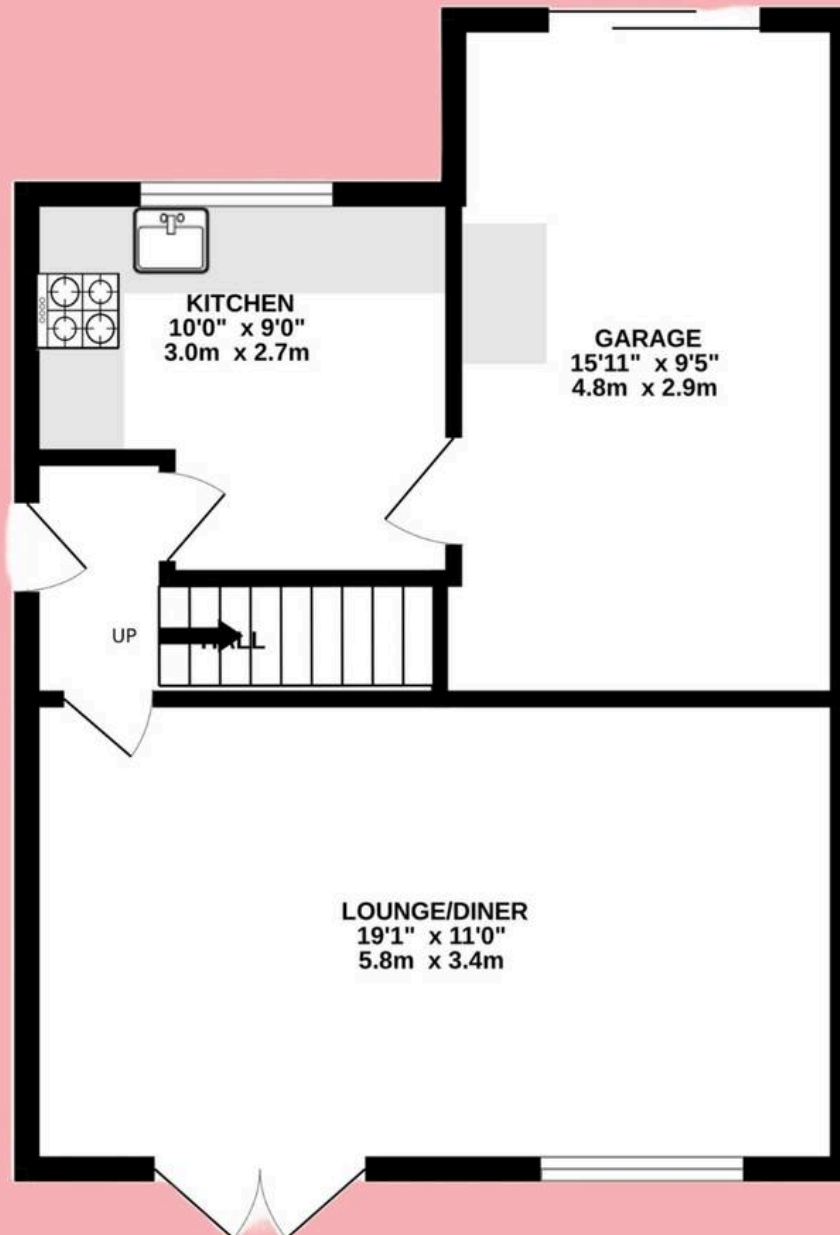 KITCHEN
10'0" x 9'0"
3.0m x 2.7m
GARAGE
15'11" x 9'5"
4.8m x 2.9m
UP
HALL
LOUNGE/DINER
19'1" x 11'0"
5.8m x 3.4m